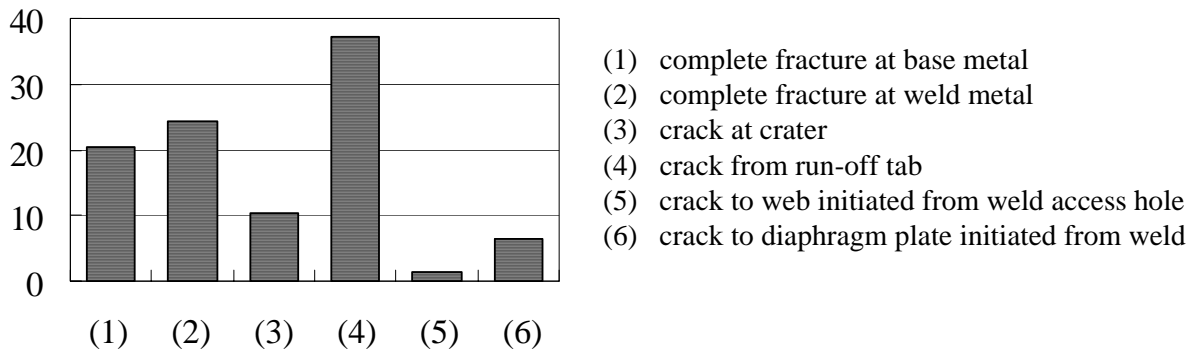 40
30
20
10
0
(1) (2) (3) (4) (5) (6)
(1) complete fracture at base metal
(2) complete fracture at weld metal
(3) crack at crater
(4) crack from run-off tab
(5) crack to web initiated from weld access hole
(6) crack to diaphragm plate initiated from weld